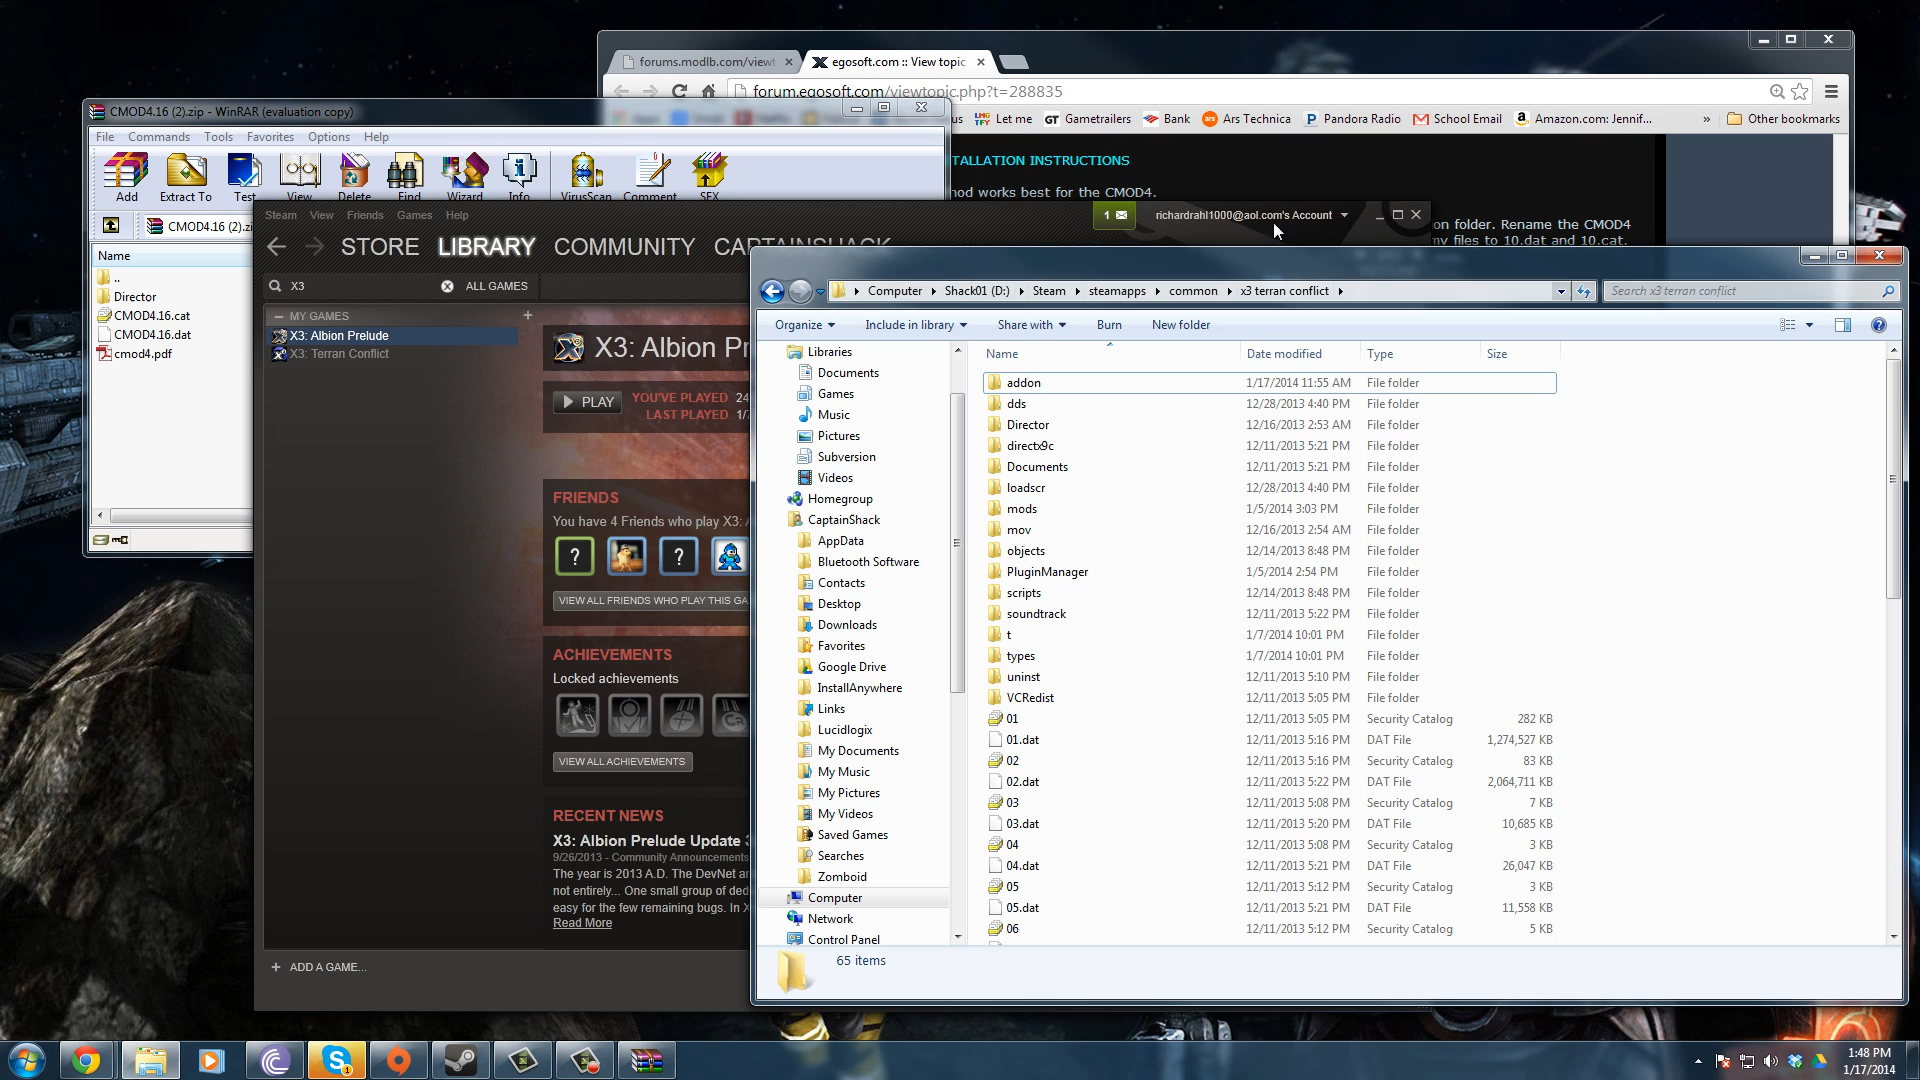 forums.modlb.com/viewt
egosoft.com :: View topic
forum.egosoft.com/viewtopic.php?t=288835
us
Let me
Gametrailers
Bank
Ars Technica
Pandora Radio
School Email
Amazon.com: Jennif...
»
Other bookmarks
TALLATION INSTRUCTIONS
nod works best for the CMOD4.
on folder. Rename the CMOD4
my files to 10.dat and 10.cat.
CMOD4.16 (2).zip - WinRAR (evaluation copy)
File Commands Tools Favorites Options Help
Add Extract To Test View Delete Find Wizard Info VirusScan Comment SFX
CMOD4.16 (2).zi
Name
..
Director
CMOD4.16.cat
CMOD4.16.dat
cmod4.pdf
Steam View Friends Games Help
1
richardrahl1000@aol.com's Account
STORE LIBRARY COMMUNITY CAPTAINSHACK
X3
ALL GAMES
MY GAMES
X3: Albion Prelude
X3: Terran Conflict
X3: Albion Pr
PLAY
YOU'VE PLAYED 24
LAST PLAYED 1/
FRIENDS
You have 4 Friends who play X3: A
VIEW ALL FRIENDS WHO PLAY THIS GA
ACHIEVEMENTS
Locked achievements
VIEW ALL ACHIEVEMENTS
RECENT NEWS
X3: Albion Prelude Update 3
9/26/2013 - Community Announcements
The year is 2013 A.D. The DevNet ar
not entirely... One small group of ded
easy for the few remaining bugs. In X
Read More
+ ADD A GAME...
Computer Shack01 (D:) Steam steamapps common x3 terran conflict
Search x3 terran conflict
Organize Include in library Share with Burn New folder
Libraries
Documents
Games
Music
Pictures
Subversion
Videos
Homegroup
CaptainShack
AppData
Bluetooth Software
Contacts
Desktop
Downloads
Favorites
Google Drive
InstallAnywhere
Links
Lucidlogix
My Documents
My Music
My Pictures
My Videos
Saved Games
Searches
Zomboid
Computer
Network
Control Panel
Name Date modified Type Size
addon 1/17/2014 11:55 AM File folder
dds 12/28/2013 4:40 PM File folder
Director 12/16/2013 2:53 AM File folder
directx9c 12/11/2013 5:21 PM File folder
Documents 12/11/2013 5:21 PM File folder
loadscr 12/28/2013 4:40 PM File folder
mods 1/5/2014 3:03 PM File folder
mov 12/16/2013 2:54 AM File folder
objects 12/14/2013 8:48 PM File folder
PluginManager 1/5/2014 2:54 PM File folder
scripts 12/14/2013 8:48 PM File folder
soundtrack 12/11/2013 5:22 PM File folder
t 1/7/2014 10:01 PM File folder
types 1/7/2014 10:01 PM File folder
uninst 12/11/2013 5:10 PM File folder
VCRedist 12/11/2013 5:05 PM File folder
01 12/11/2013 5:05 PM Security Catalog 282 KB
01.dat 12/11/2013 5:16 PM DAT File 1,274,527 KB
02 12/11/2013 5:16 PM Security Catalog 83 KB
02.dat 12/11/2013 5:22 PM DAT File 2,064,711 KB
03 12/11/2013 5:08 PM Security Catalog 7 KB
03.dat 12/11/2013 5:20 PM DAT File 10,685 KB
04 12/11/2013 5:08 PM Security Catalog 3 KB
04.dat 12/11/2013 5:21 PM DAT File 26,047 KB
05 12/11/2013 5:12 PM Security Catalog 3 KB
05.dat 12/11/2013 5:21 PM DAT File 11,558 KB
06 12/11/2013 5:12 PM Security Catalog 5 KB
65 items
1:48 PM
1/17/2014